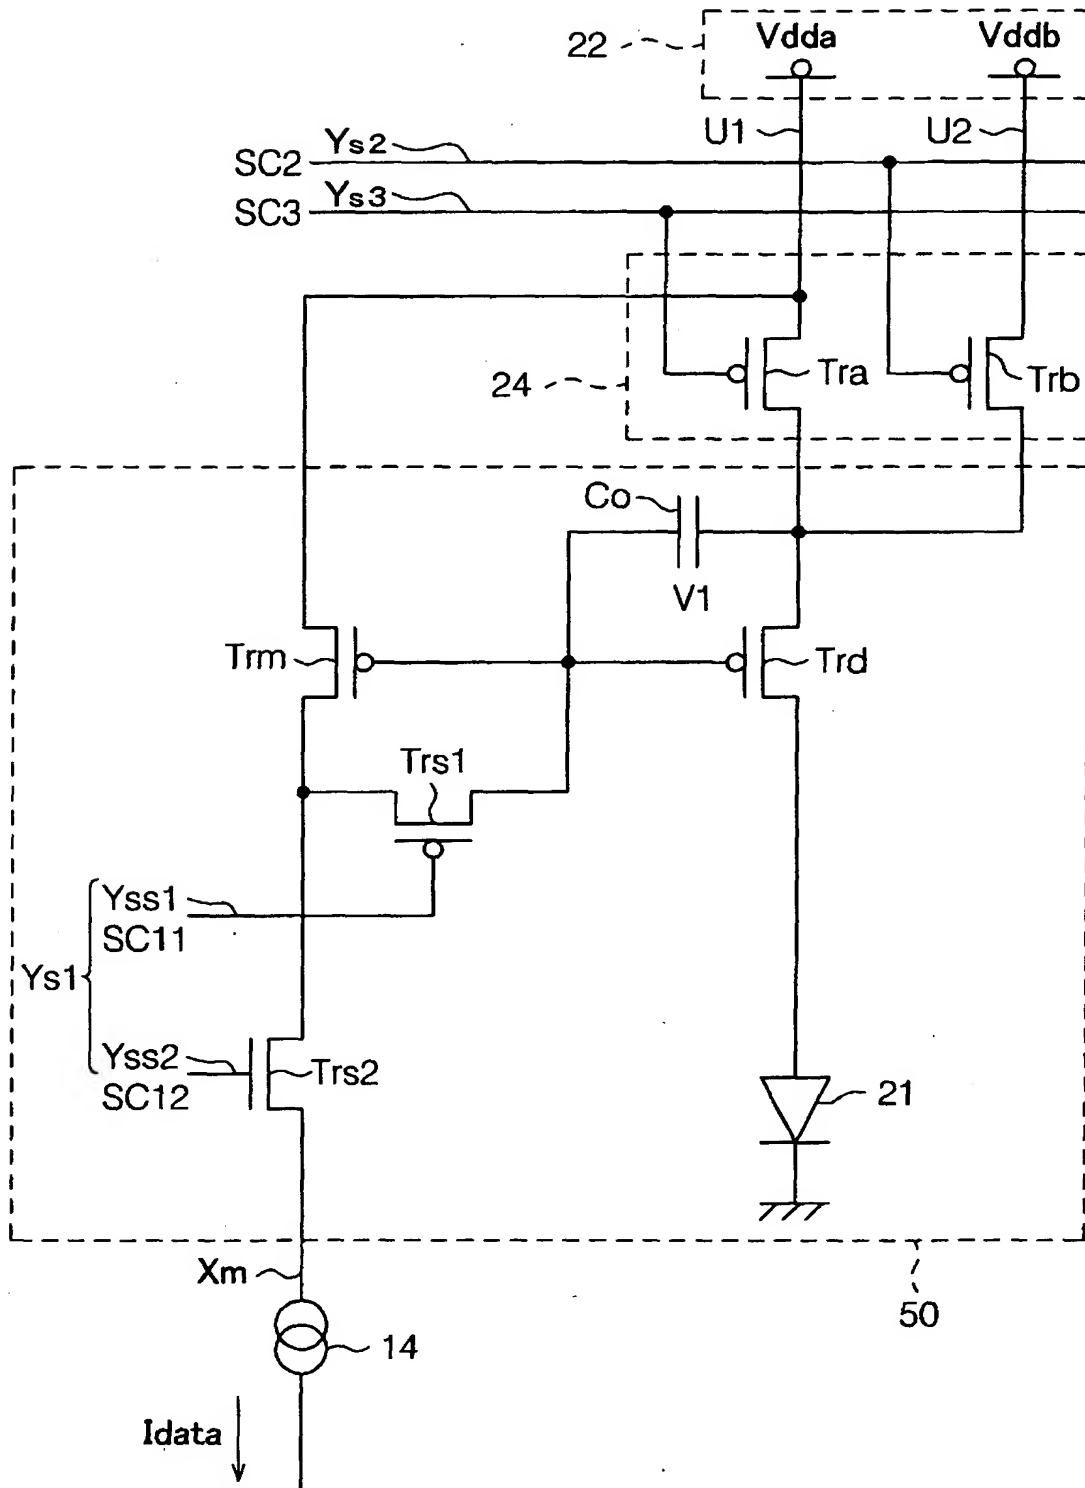 22
Vdda
Vddb
U1
U2
SC2
Ys2
SC3
Ys3
24
Tra
Trb
Co
V1
Trm
Trd
Trs1
Yss1
SC11
Ys1
Yss2
SC12
Trs2
21
Xm
50
14
Idata